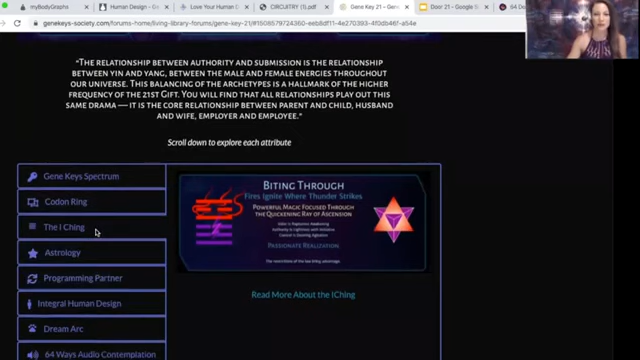 myBodyGraphs
Human Design - G
Love Your Human D
CIRCUITRY (1).pdf
Gene Key 21 - Gen
Door 21 - Google S
64 Do
genekeys-society.com/forums-home/living-library-forums/gene-key-21/#1508579724360-eeb8df11-4e270393-4f0db46f-a54e
"The relationship between authority and submission is the relationship
between yin and yang, between the male and female energies throughout
our universe. This balancing of the archetypes is a hallmark of the higher
frequency of the 21st Gift. You will find that all relationships play out this
same drama — it is the core relationship between parent and child, husband
and wife, employer and employee."
Scroll down to explore each attribute
Gene Keys Spectrum
Codon Ring
The I Ching
Astrology
Programming Partner
Integral Human Design
Dream Arc
64 Ways Audio Contemplation
Biting Through
Fires Ignite Where Thunder Strikes
Powerful Magic Focused Through
the Quickening Ray of Ascension
Passionate Realization
Read More About the IChing